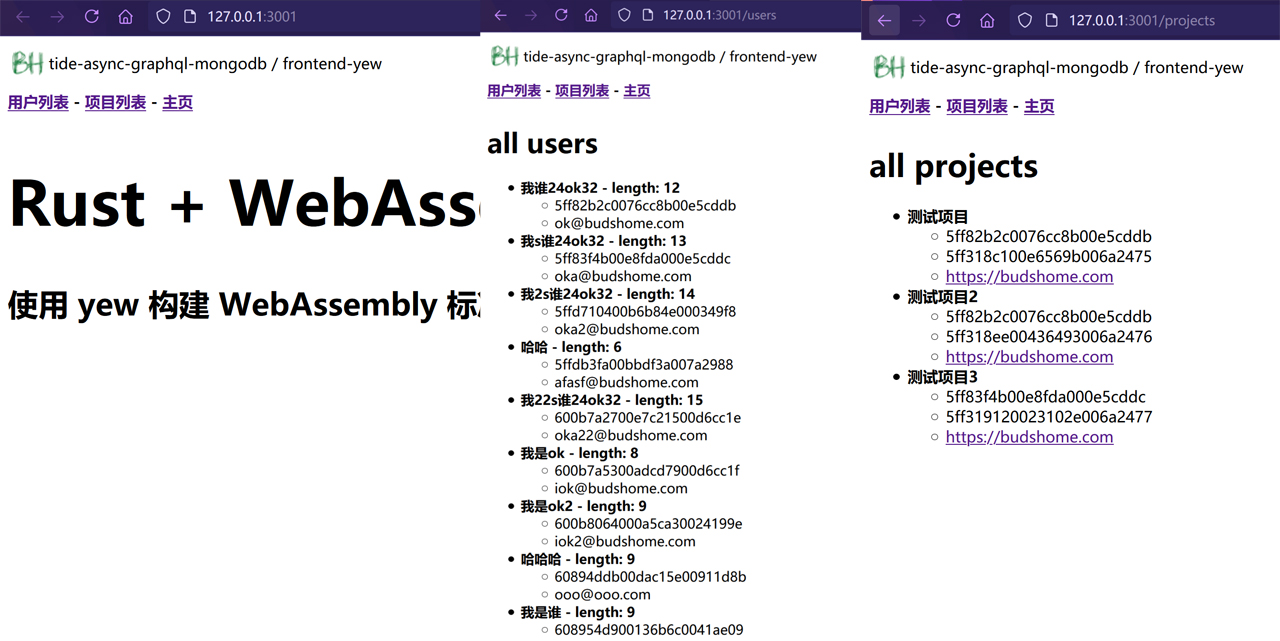 127.0.0.1:3001
BH tide-async-graphql-mongodb / frontend-yew
用户列表 - 项目列表 - 主页
Rust + WebAss
使用 yew 构建 WebAssembly 标
127.0.0.1:3001/users
BH tide-async-graphql-mongodb / frontend-yew
用户列表 - 项目列表 - 主页
all users
我谁24ok32 - length: 12
5ff82b2c0076cc8b00e5cddb
ok@budshome.com
我s谁24ok32 - length: 13
5ff83f4b00e8fda000e5cddc
oka@budshome.com
我2s谁24ok32 - length: 14
5ffd710400b6b84e000349f8
oka2@budshome.com
哈哈 - length: 6
5ffdb3fa00bbdf3a007a2988
afasf@budshome.com
我22s谁24ok32 - length: 15
600b7a2700e7c21500d6cc1e
oka22@budshome.com
我是ok - length: 8
600b7a5300adcd7900d6cc1f
iok@budshome.com
我是ok2 - length: 9
600b8064000a5ca30024199e
iok2@budshome.com
哈哈哈 - length: 9
60894ddb00dac15e00911d8b
ooo@ooo.com
我是谁 - length: 9
608954d900136b6c0041ae09
127.0.0.1:3001/projects
BH tide-async-graphql-mongodb / frontend-yew
用户列表 - 项目列表 - 主页
all projects
测试项目
5ff82b2c0076cc8b00e5cddb
5ff318c100e6569b006a2475
https://budshome.com
测试项目2
5ff82b2c0076cc8b00e5cddb
5ff318ee00436493006a2476
https://budshome.com
测试项目3
5ff83f4b00e8fda000e5cddc
5ff319120023102e006a2477
https://budshome.com